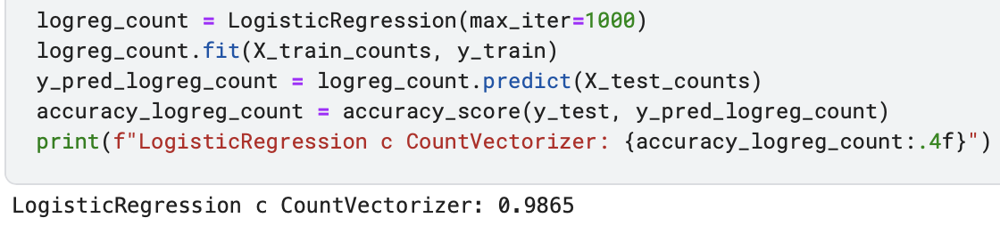 logreg_count = LogisticRegression(max_iter=1000)
logreg_count.fit(X_train_counts, y_train)
y_pred_logreg_count = logreg_count.predict(X_test_counts)
accuracy_logreg_count = accuracy_score(y_test, y_pred_logreg_count)
print(f"LogisticRegression c CountVectorizer: {accuracy_logreg_count:.4f}")
LogisticRegression c CountVectorizer: 0.9865